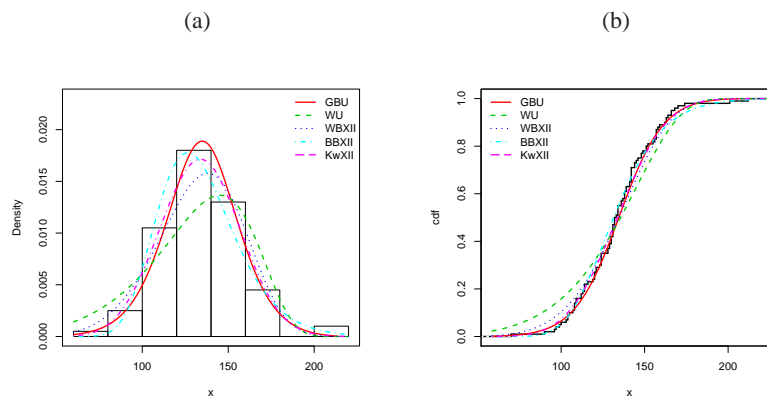 (a)
(b)
GBU
WU
WBXII
BBXII
KwXII
Density
0.000
0.005
0.010
0.015
0.020
100
150
200
x
GBU
WU
WBXII
BBXII
KwXII
cdf
0.0
0.2
0.4
0.6
0.8
1.0
100
150
200
x